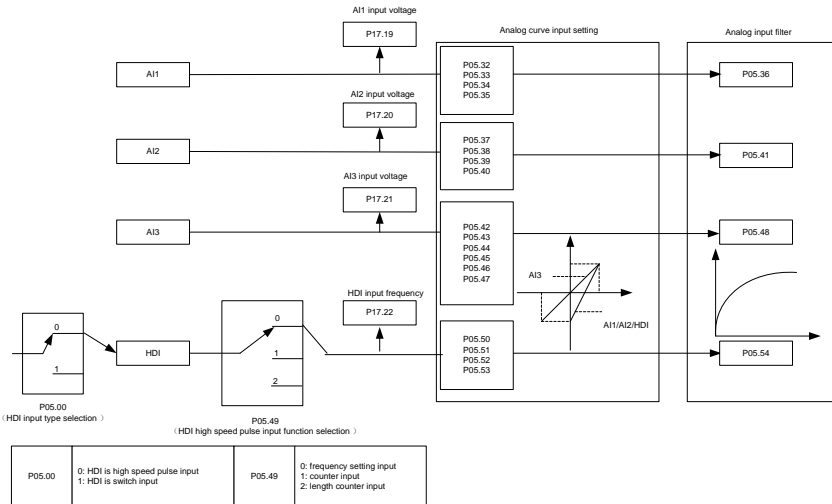 AI1 input voltage
P17.19
Analog curve input setting
Analog input filter
AI1
P05.32
P05.33
P05.34
P05.35
P05.36
AI2 input voltage
P17.20
AI2
P05.37
P05.38
P05.39
P05.40
P05.41
AI3 input voltage
P17.21
AI3
P05.42
P05.43
P05.44
P05.45
P05.46
P05.47
P05.48
AI3
AI1/AI2/HDI
HDI input frequency
P17.22
0
1
HDI
0
1
2
P05.50
P05.51
P05.52
P05.53
P05.54
P05.00
(HDI input type selection )
P05.49
(HDI high speed pulse input function selection )
P05.00
0: HDI is high speed pulse input
1: HDI is switch input
P05.49
0: frequency setting input
1: counter input
2: length counter input